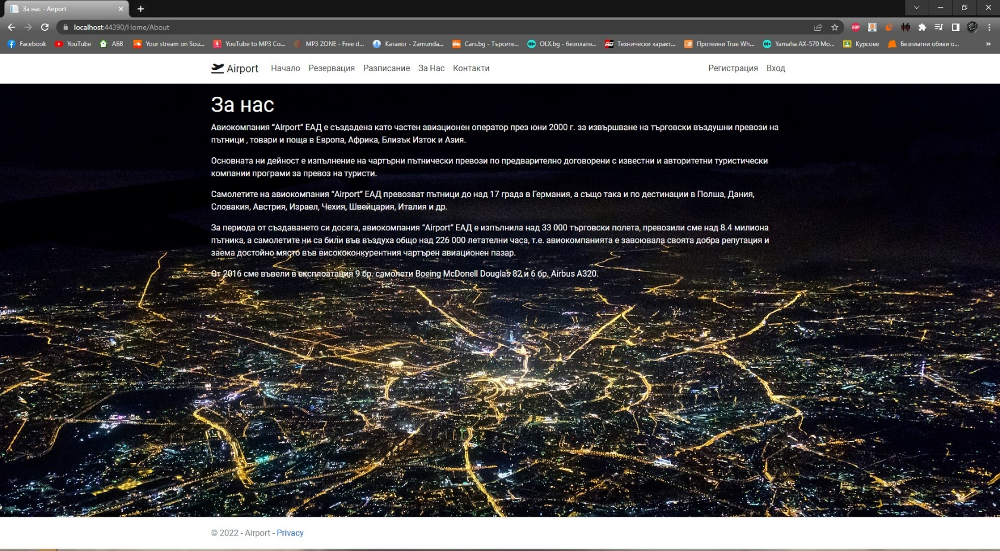 За нас - Airport
localhost:44390/Home/About
Facebook YouTube АБВ Your stream on Sou... YouTube to MP3 Co... MP3 ZONE - Free d... Каталог - Zamunda... Cars.bg - Търсите... OLX.bg - безплатн... Технически характ... Протеини True Wh... Yamaha AX-570 Mo... Курсове Безплатни обяви о... »
Airport Начало Резервация Разписание За Нас Контакти Регистрация Вход
За нас
Авиокомпания “Airport” ЕАД е създадена като частен авиационен оператор през юни 2000 г. за извършване на търговски въздушни превози на
пътници , товари и поща в Европа, Африка, Близък Изток и Азия.
Основната ни дейност е изпълнение на чартърни пътнически превози по предварително договорени с известни и авторитетни туристически
компании програми за превоз на туристи.
Самолетите на авиокомпания “Airport” ЕАД превозват пътници до над 17 града в Германия, а също така и по дестинации в Полша, Дания,
Словакия, Австрия, Израел, Чехия, Швейцария, Италия и др.
За периода от създаването си досега, авиокомпания “Airport” ЕАД е изпълнила над 33 000 търговски полета, превозили сме над 8.4 милиона
пътника, а самолетите ни са били във въздуха общо над 226 000 летателни часа, т.е. авиокомпанията е завоювала своята добра репутация и
заема достойно място във висококонкурентния чартърен авиационен пазар.
От 2016 сме въвели в експлоатация 9 бр. самолети Boeing McDonell Douglas 82 и 6 бр. Airbus A320.
© 2022 - Airport - Privacy